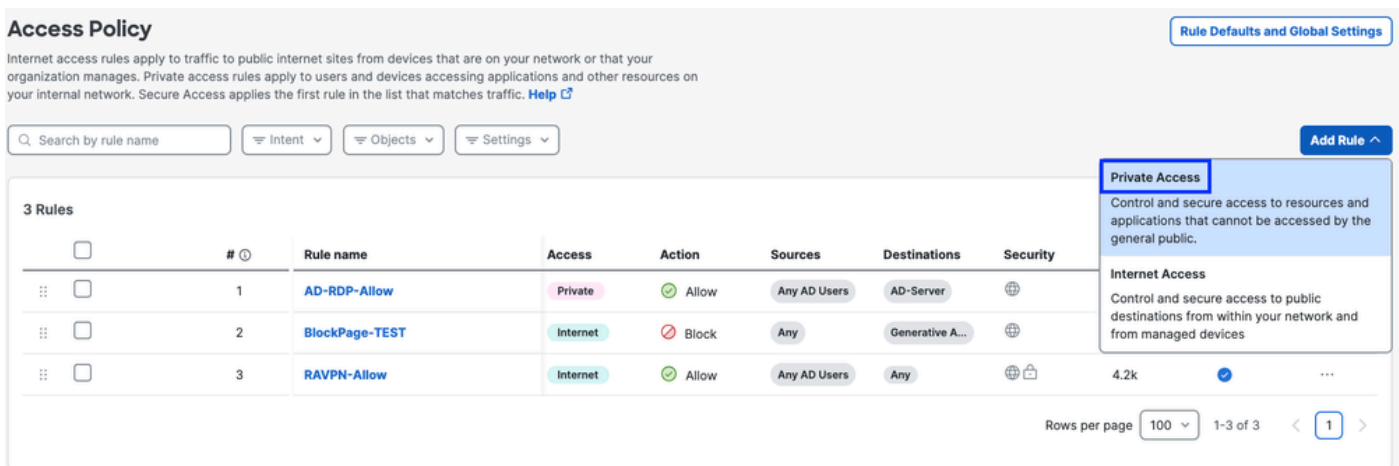 Access Policy
Rule Defaults and Global Settings
Internet access rules apply to traffic to public internet sites from devices that are on your network or that your
organization manages. Private access rules apply to users and devices accessing applications and other resources on
your internal network. Secure Access applies the first rule in the list that matches traffic. Help
Search by rule name
Intent
Objects
Settings
Add Rule
Private Access
Control and secure access to resources and
applications that cannot be accessed by the
general public.
Internet Access
Control and secure access to public
destinations from within your network and
from managed devices
3 Rules
# Rule name Access Action Sources Destinations Security
1 AD-RDP-Allow Private Allow Any AD Users AD-Server
2 BlockPage-TEST Internet Block Any Generative A...
3 RAVPN-Allow Internet Allow Any AD Users Any 4.2k ...
Rows per page 100 1-3 of 3 < 1 >